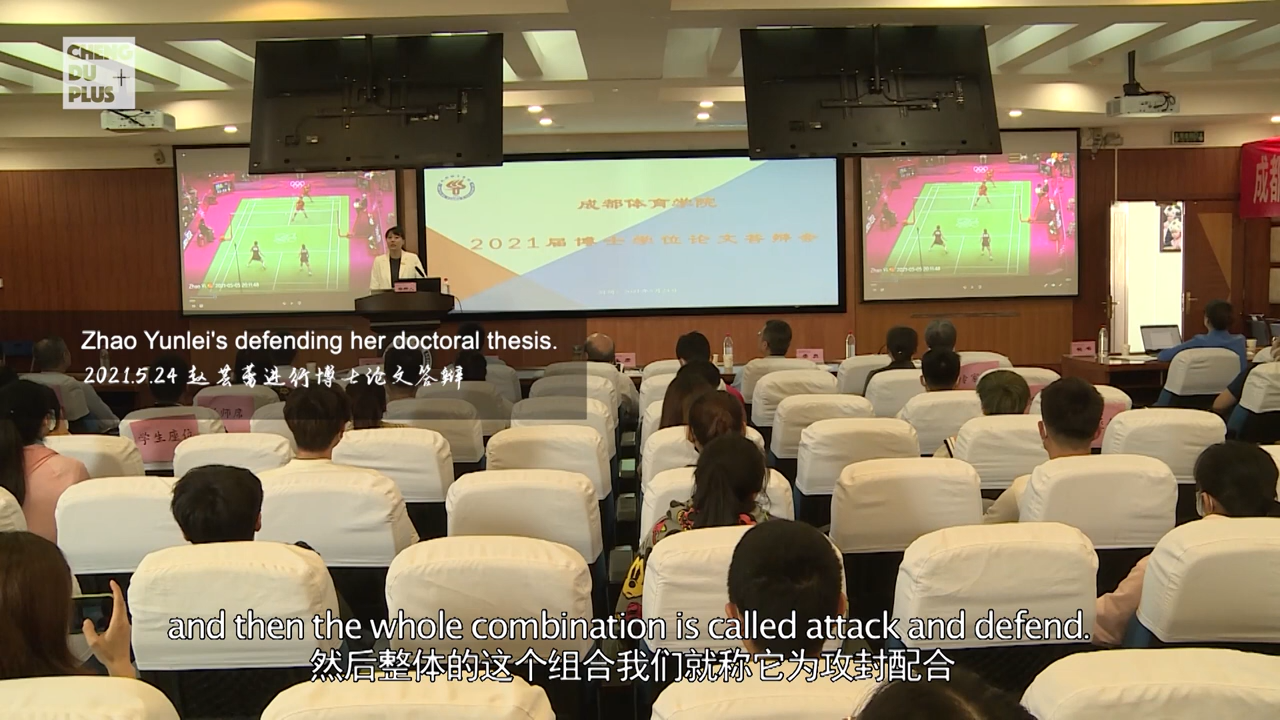 CHENG
DU
PLUS+
成都
成都体育学院
2021届博士学位论文答辩会
Zhao Yunlei's defending her doctoral thesis.
2021.5.24 赵芸蕾进行博士论文答辩
学生座位
师席
and then the whole combination is called attack and defend.
然后整体的这个组合我们就称它为攻封配合